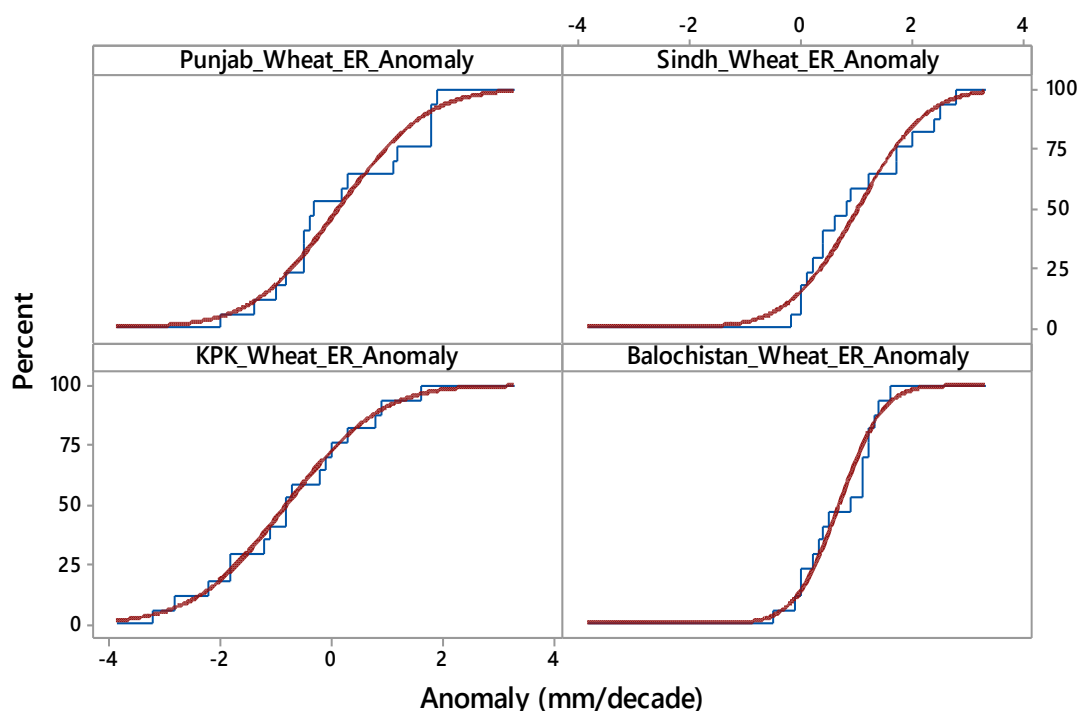 -4 -2 0 2 4
Punjab_Wheat_ER_Anomaly Sindh_Wheat_ER_Anomaly
100
75
50
25
0
Percent
KPK_Wheat_ER_Anomaly Balochistan_Wheat_ER_Anomaly
100
75
50
25
0
-4 -2 0 2 4
Anomaly (mm/decade)